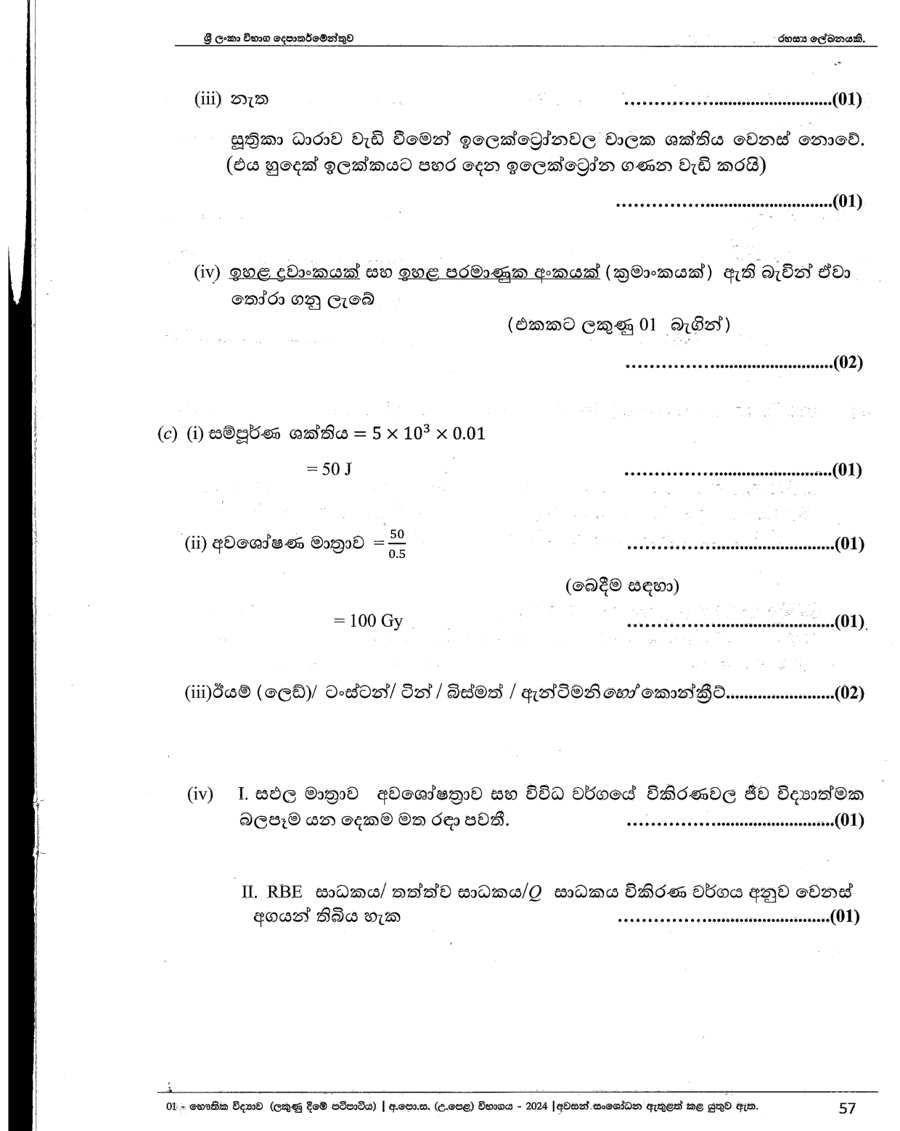 ශ්‍රී ලංකා විභාග දෙපාර්තමේන්තුව රහස්‍ය ලේඛනයකි.
(iii) නැත ........................................(01)
සූත්‍රිකා ධාරාව වැඩි වීමෙන් ඉලෙක්ට්‍රෝනවල චාලක ශක්තිය වෙනස් නොවේ.
(එය හුදෙක් ඉලක්කයට පහර දෙන ඉලෙක්ට්‍රෝන ගණන වැඩි කරයි)
........................................(01)
(iv) ඉහළ ද්‍රවාංකයක් සහ ඉහළ පරමාණුක අංකයක් (ක්‍රමාංකයක්) ඇති බැවින් ඒවා
තෝරා ගනු ලැබේ
(එකකට ලකුණු 01 බැගින්)
........................................(02)
(c) (i) සම්පූර්ණ ශක්තිය = 5 × 10³ × 0.01
= 50 J ........................................(01)
(ii) අවශෝෂණ මාත්‍රාව = 50/0.5 ........................................(01)
(බෙදීම සඳහා)
= 100 Gy ........................................(01)
(iii)ඊයම් (ලෙඩ්)/ ටංස්ටන්/ ටින් / බිස්මත් / ඇන්ටිමනි හෝ කොන්ක්‍රීට්........................(02)
(iv) I. සඵල මාත්‍රාව අවශෝෂත්‍රාව සහ විවිධ වර්ගයේ විකිරණවල ජීව විද්‍යාත්මක
බලපෑම යන දෙකම මත රඳා පවතී. ........................................(01)
II. RBE සාධකය/ තත්ත්ව සාධකය/Q සාධකය විකිරණ වර්ගය අනුව වෙනස්
අගයන් තිබිය හැක ........................................(01)
01 - භෞතික විද්‍යාව (ලකුණු දීමේ පටිපාටිය) | අ.පො.ස. (උ.පෙළ) විභාගය - 2024 |අවසන් සංශෝධන ඇතුළත් කළ යුතුව ඇත. 57